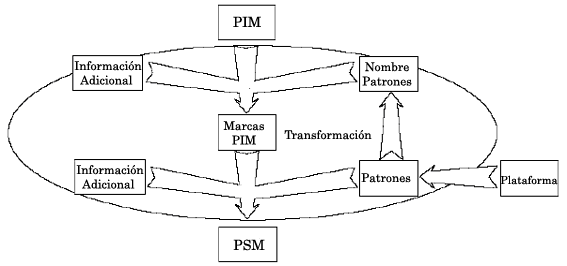 PIM
Información
Adicional
Nombre
Patrones
Marcas
PIM
Transformación
Información
Adicional
Patrones
Plataforma
PSM